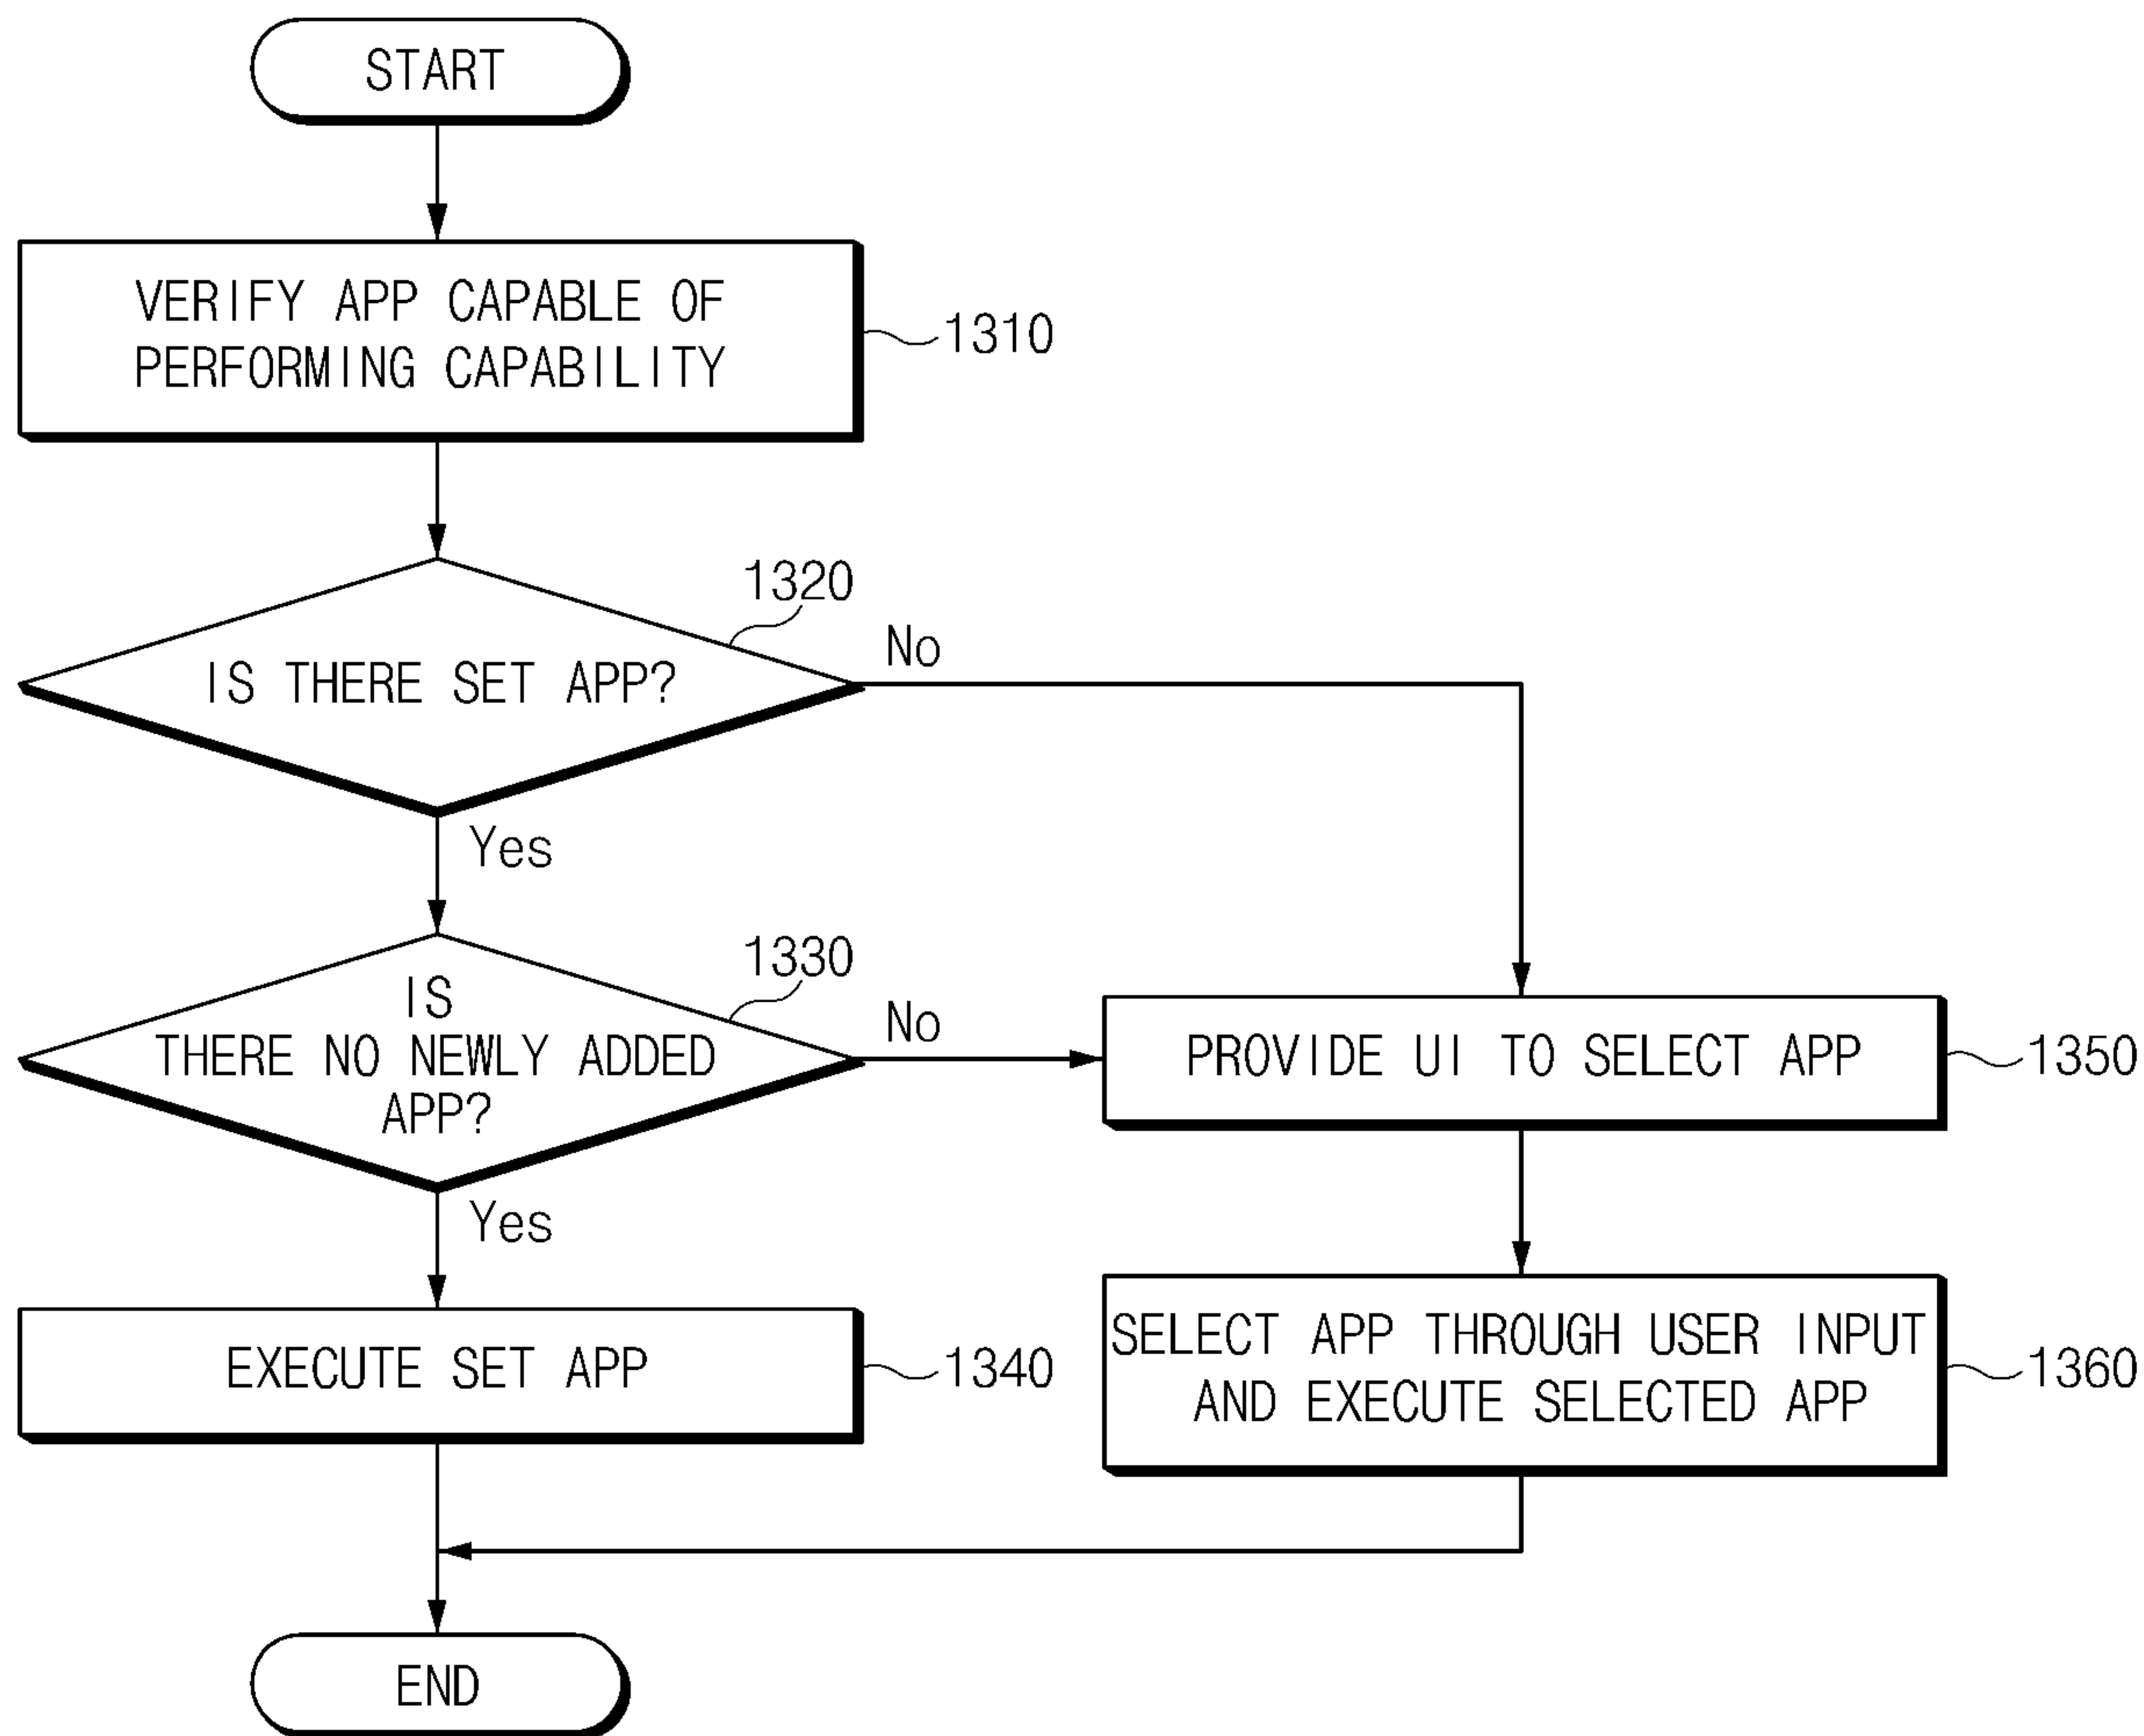 START
VERIFY APP CAPABLE OF
PERFORMING CAPABILITY
1310
1320
IS THERE SET APP?
No
Yes
1330
IS
THERE NO NEWLY ADDED
APP?
No
Yes
PROVIDE UI TO SELECT APP
1350
EXECUTE SET APP
1340
SELECT APP THROUGH USER INPUT
AND EXECUTE SELECTED APP
1360
END